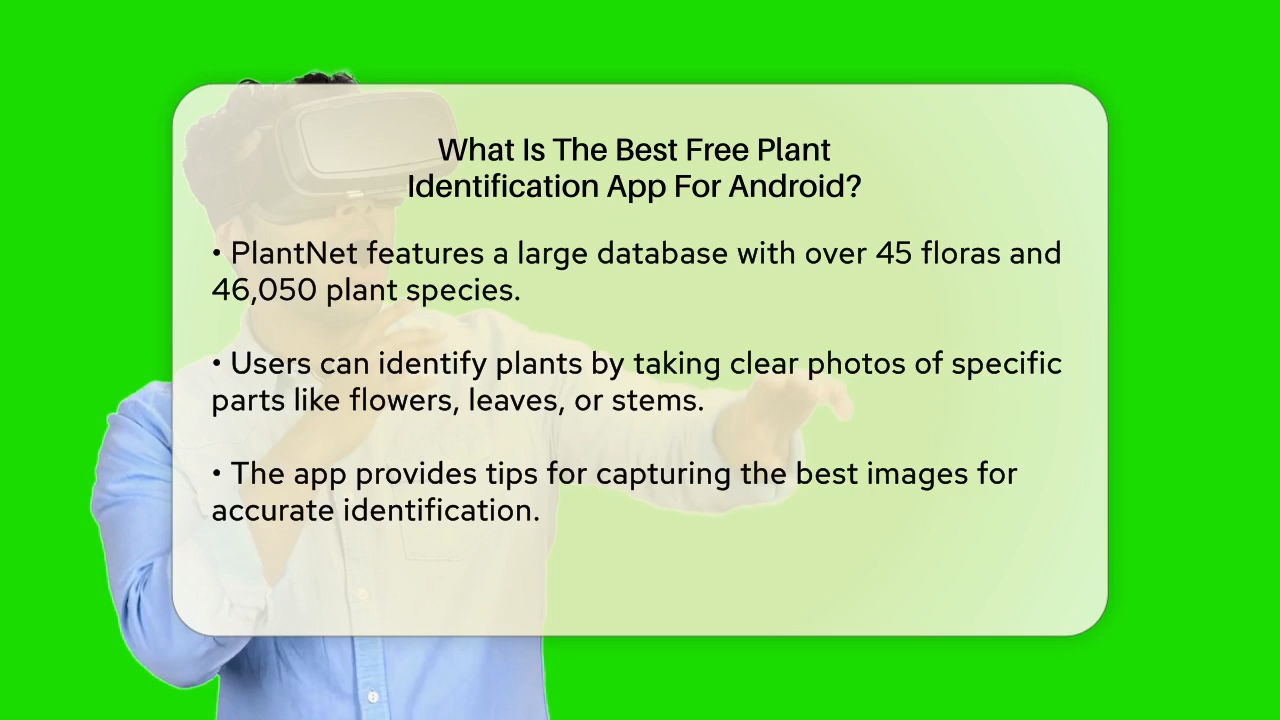 What Is The Best Free Plant
Identification App For Android?
• PlantNet features a large database with over 45 floras and
46,050 plant species.
• Users can identify plants by taking clear photos of specific
parts like flowers, leaves, or stems.
• The app provides tips for capturing the best images for
accurate identification.